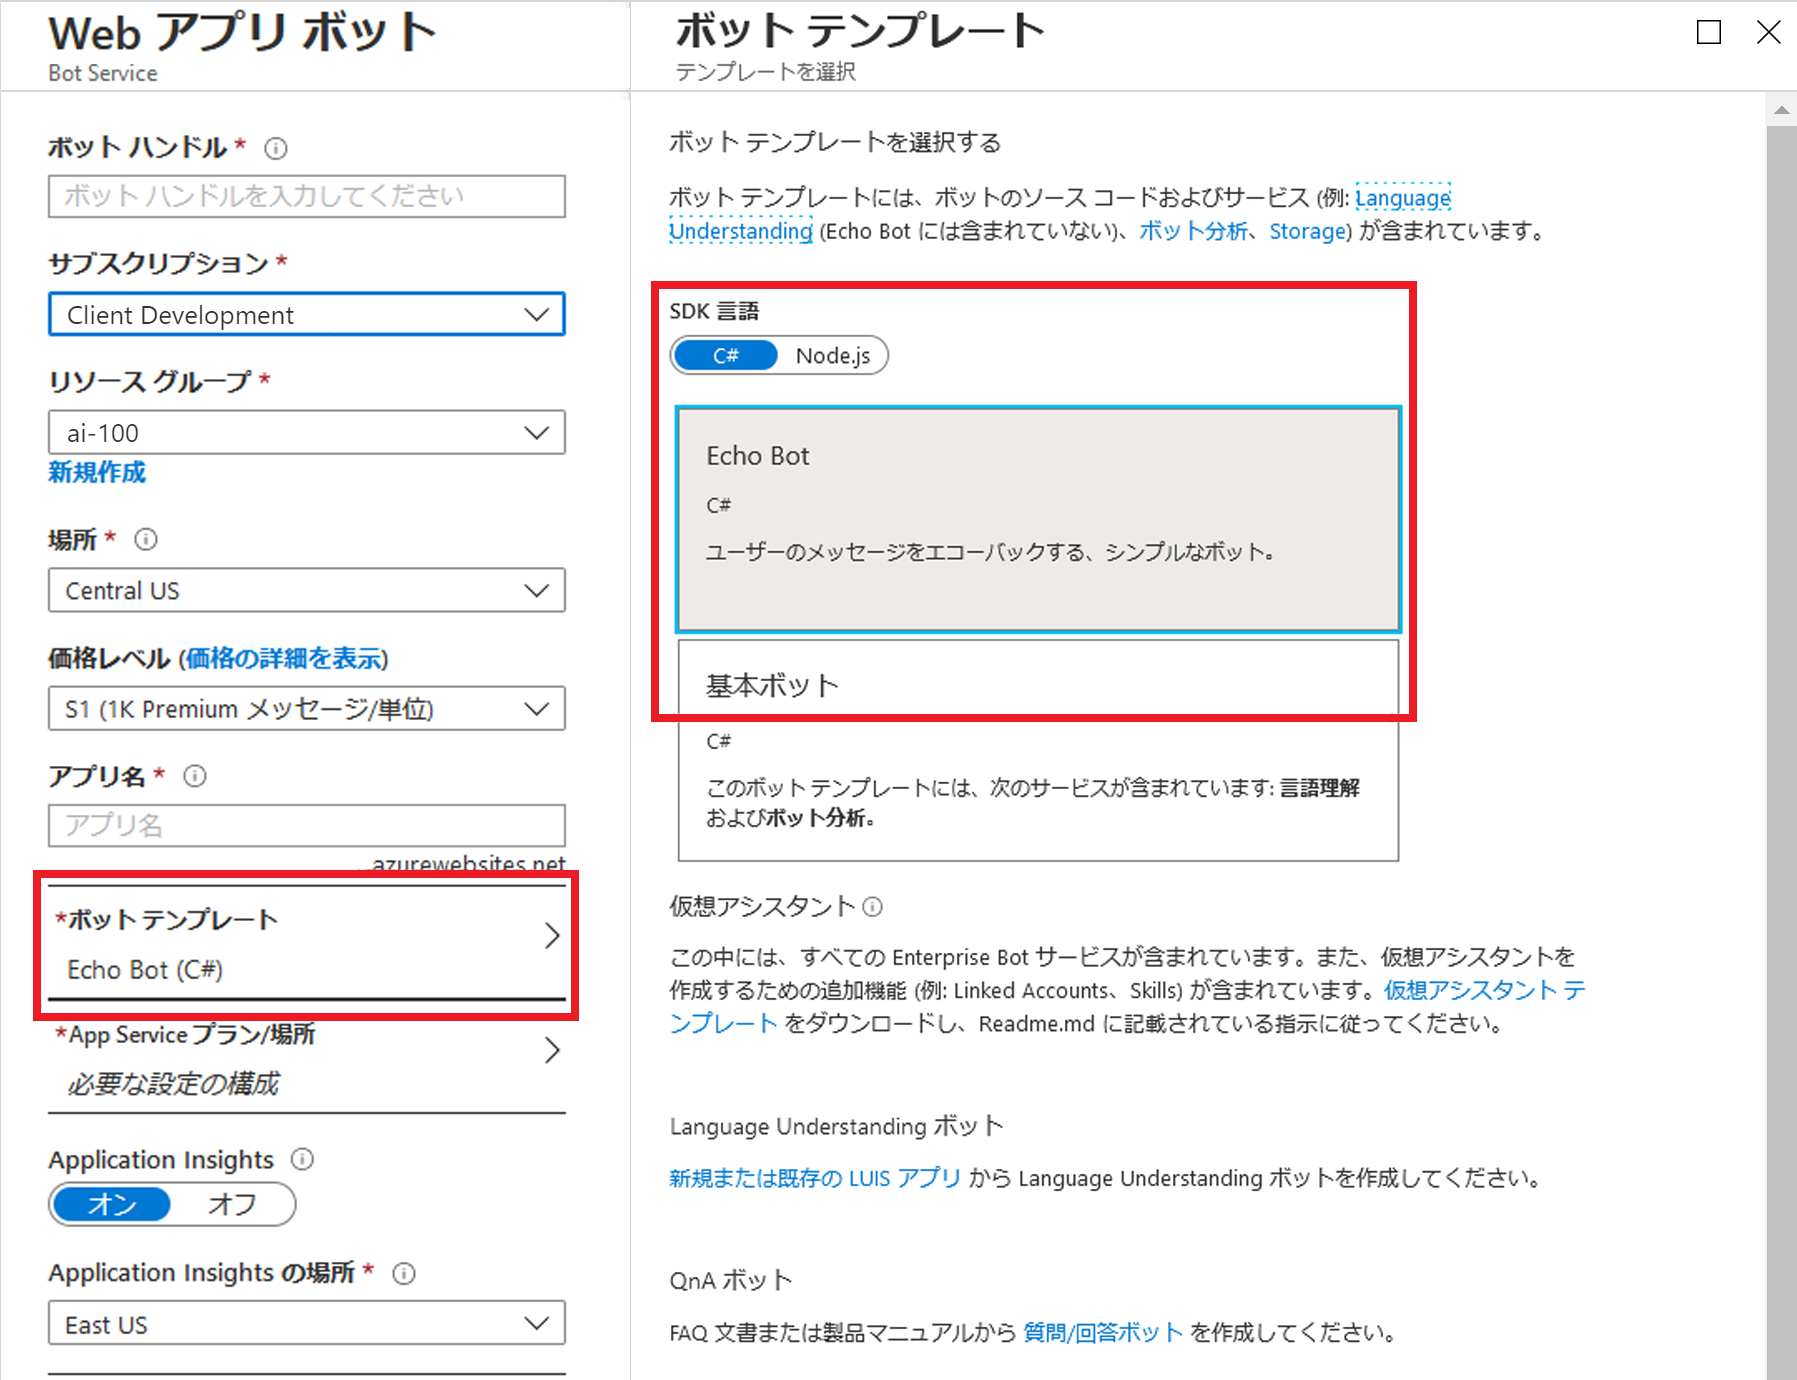 Web アプリ ボット
Bot Service
ボット ハンドル *
ボット ハンドルを入力してください
サブスクリプション *
Client Development
リソース グループ *
ai-100
新規作成
場所 *
Central US
価格レベル (価格の詳細を表示)
S1 (1K Premium メッセージ/単位)
アプリ名 *
アプリ名
.azurewebsites.net
*ボット テンプレート
Echo Bot (C#)
*App Service プラン/場所
必要な設定の構成
Application Insights
オン オフ
Application Insights の場所 *
East US
ボット テンプレート
テンプレートを選択
ボット テンプレートを選択する
ボット テンプレートには、ボットのソース コードおよびサービス (例: Language
Understanding (Echo Bot には含まれていない)、ボット分析、Storage) が含まれています。
SDK 言語
C# Node.js
Echo Bot
C#
ユーザーのメッセージをエコーバックする、シンプルなボット。
基本ボット
C#
このボット テンプレートには、次のサービスが含まれています: 言語理解
およびボット分析。
仮想アシスタント
この中には、すべての Enterprise Bot サービスが含まれています。また、仮想アシスタントを
作成するための追加機能 (例: Linked Accounts、Skills) が含まれています。仮想アシスタント テ
ンプレート をダウンロードし、Readme.md に記載されている指示に従ってください。
Language Understanding ボット
新規または既存の LUIS アプリ から Language Understanding ボットを作成してください。
QnA ボット
FAQ 文書または製品マニュアルから 質問/回答ボット を作成してください。